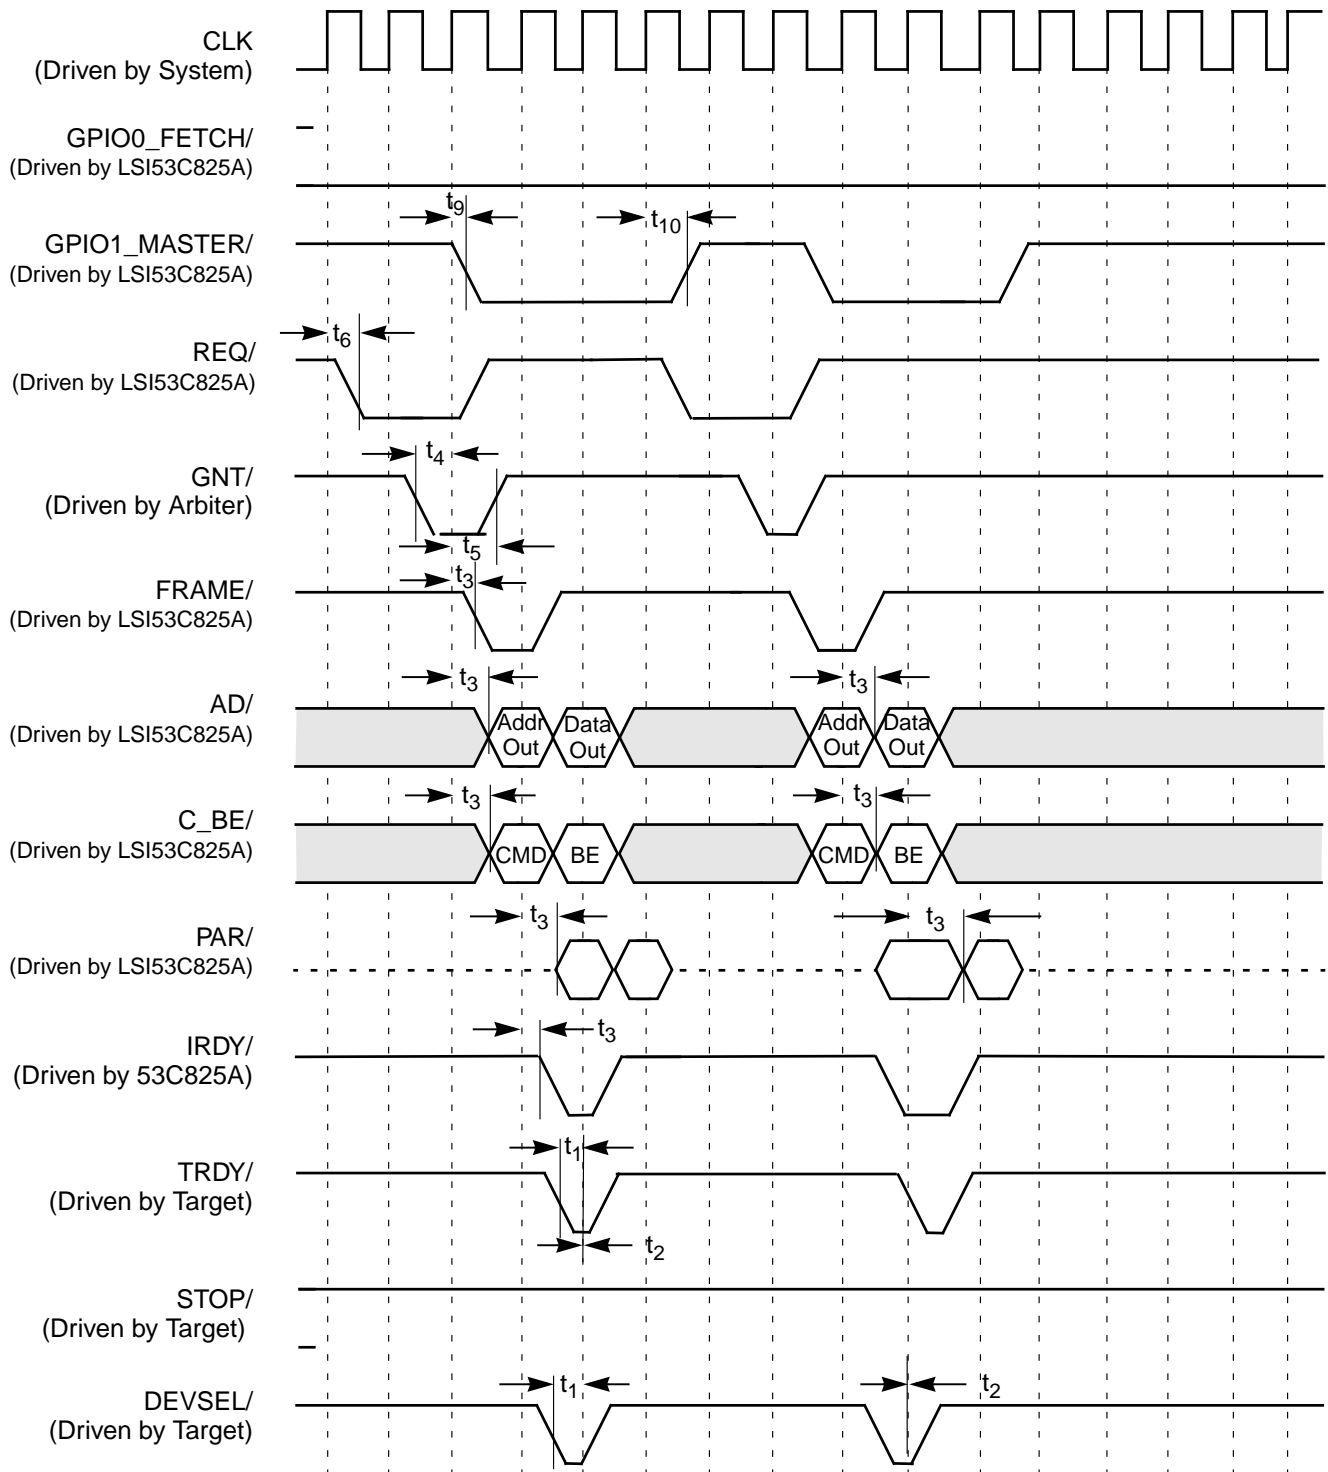 CLK
(Driven by System)
GPIO0_FETCH/
(Driven by LSI53C825A)
t9
t10
GPIO1_MASTER/
(Driven by LSI53C825A)
t6
REQ/
(Driven by LSI53C825A)
t4
GNT/
(Driven by Arbiter)
t5
t3
FRAME/
(Driven by LSI53C825A)
t3
t3
AD/
(Driven by LSI53C825A)
Addr Out
Data Out
Addr Out
Data Out
t3
t3
C_BE/
(Driven by LSI53C825A)
CMD
BE
CMD
BE
t3
t3
PAR/
(Driven by LSI53C825A)
t3
IRDY/
(Driven by 53C825A)
t1
TRDY/
(Driven by Target)
t2
STOP/
(Driven by Target)
t1
t2
DEVSEL/
(Driven by Target)